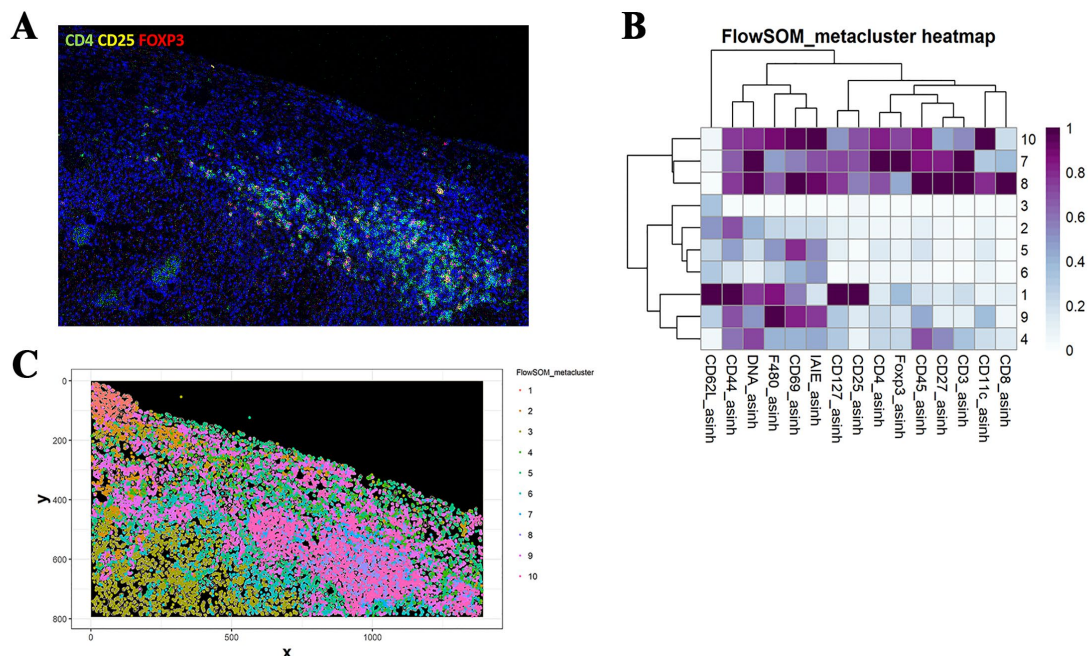 A
CD4 CD25 FOXP3
B
FlowSOM_metacluster heatmap
10
7
8
3
2
5
6
1
9
4
1
0.8
0.6
0.4
0.2
0
CD62L_asinh
CD44_asinh
DNA_asinh
F480_asinh
CD69_asinh
IAIE_asinh
CD127_asinh
CD25_asinh
CD4_asinh
Foxp3_asinh
CD45_asinh
CD27_asinh
CD3_asinh
CD11c_asinh
CD8_asinh
C
0
200
400
600
800
y
0
500
1000
x
FlowSOM_metacluster
1
2
3
4
5
6
7
8
9
10